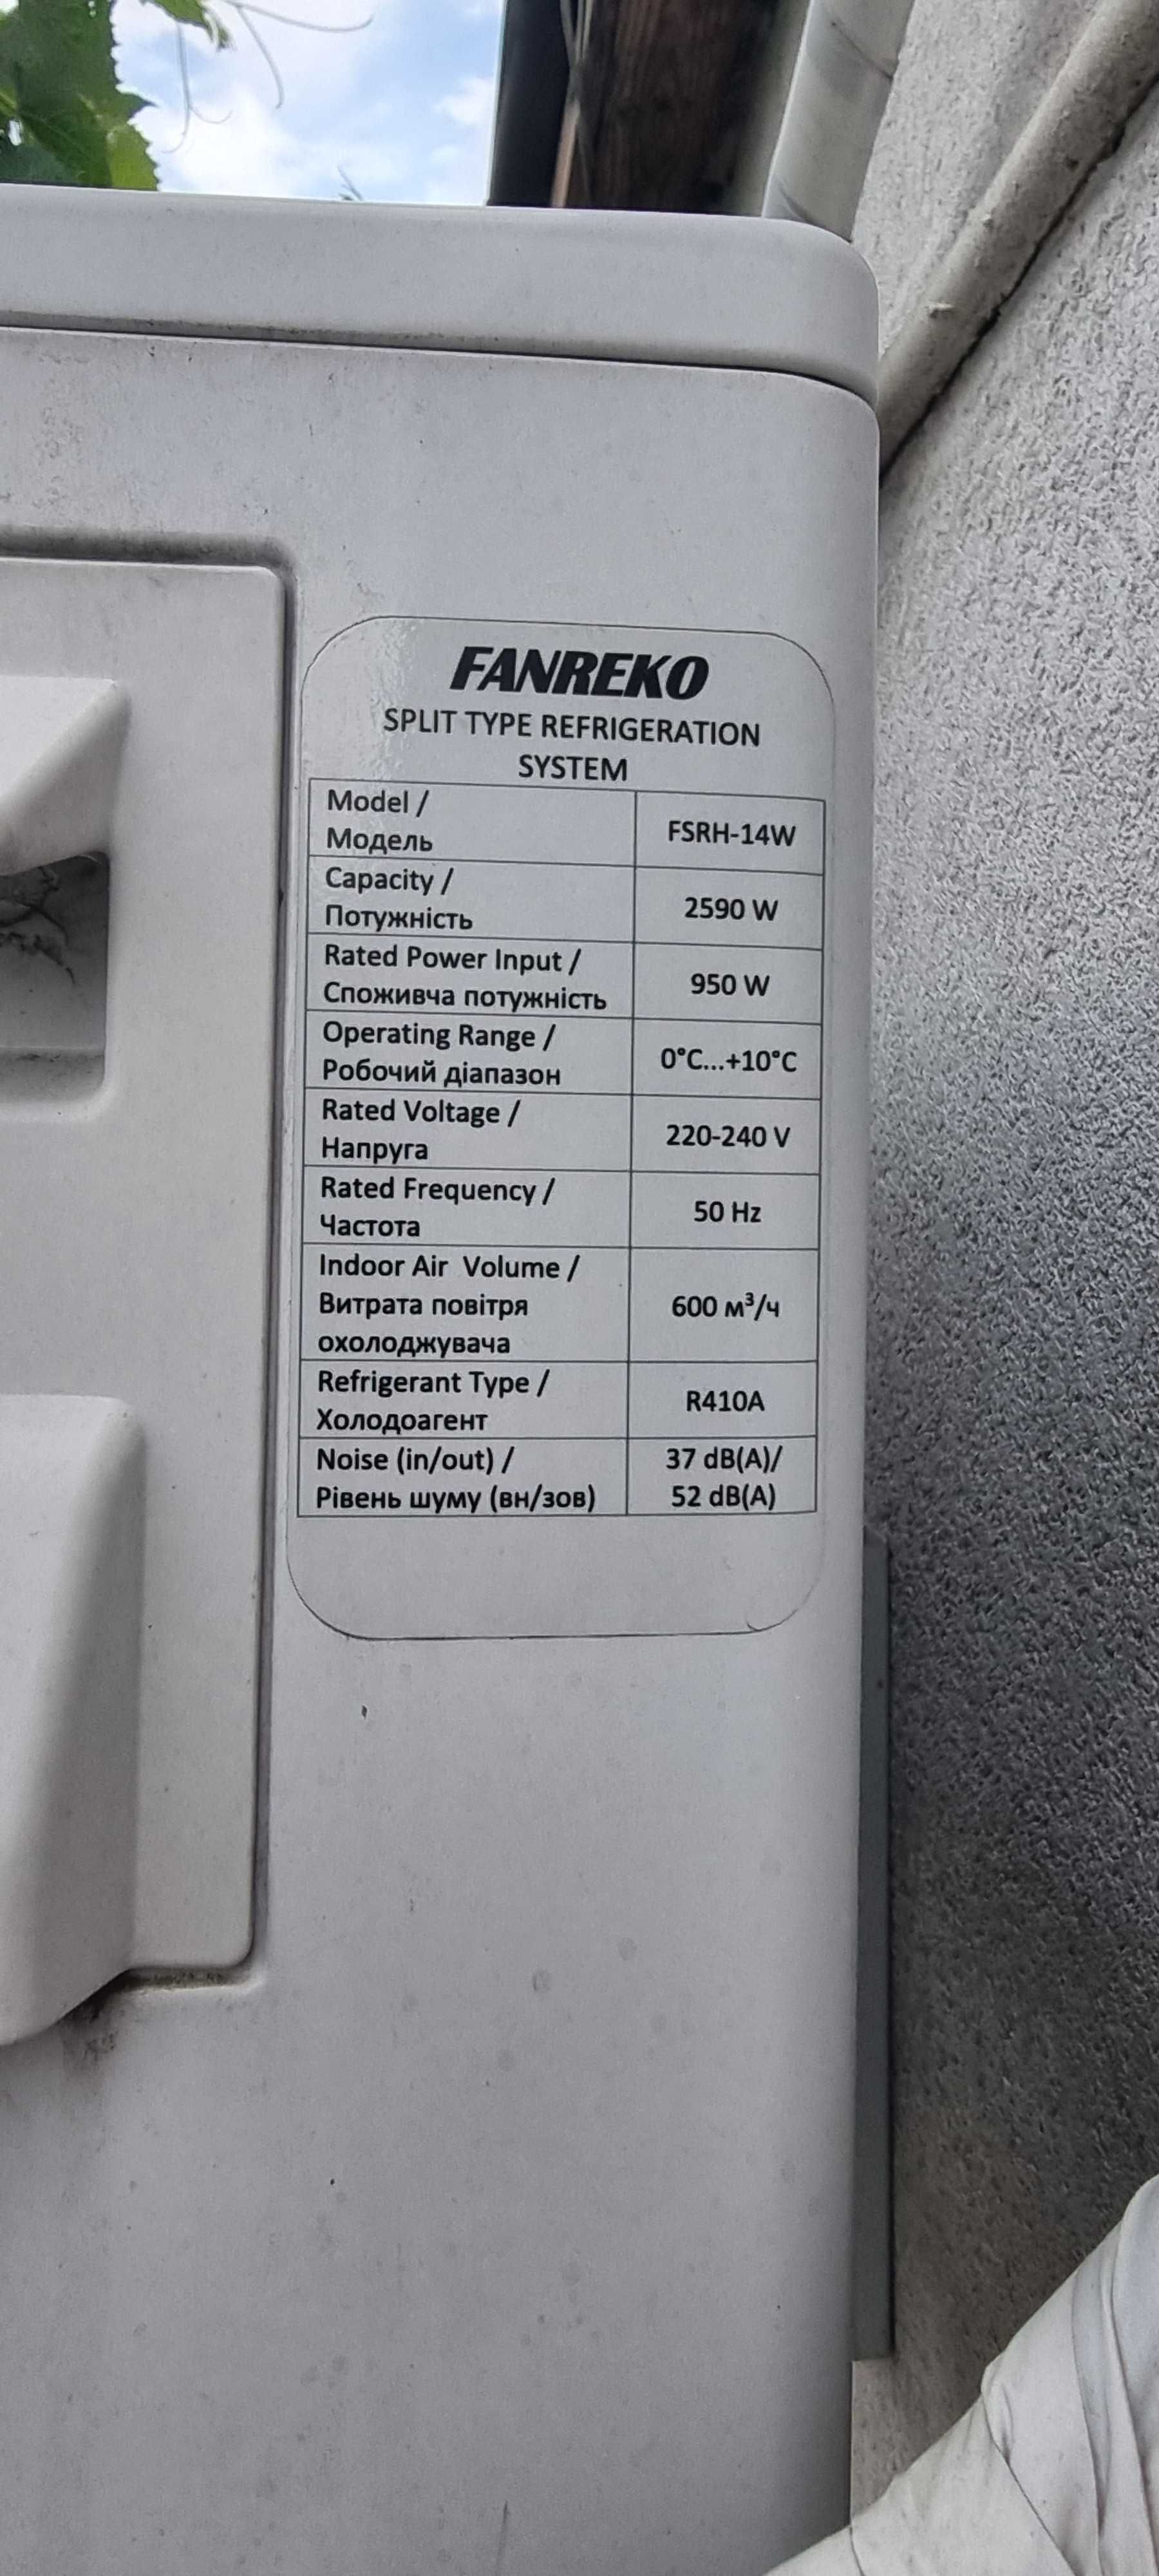 FANREKO
SPLIT TYPE REFRIGERATION
SYSTEM
Model /
Модель
FSRH-14W
Capacity /
Потужність
2590 W
Rated Power Input /
Споживча потужність
950 W
Operating Range /
Робочий діапазон
0°C...+10°C
Rated Voltage /
Напруга
220-240 V
Rated Frequency /
Частота
50 Hz
Indoor Air Volume /
Витрата повітря
охолоджувача
600 м³/ч
Refrigerant Type /
Холодоагент
R410A
Noise (in/out) /
Рівень шуму (вн/зов)
37 dB(A)/
52 dB(A)